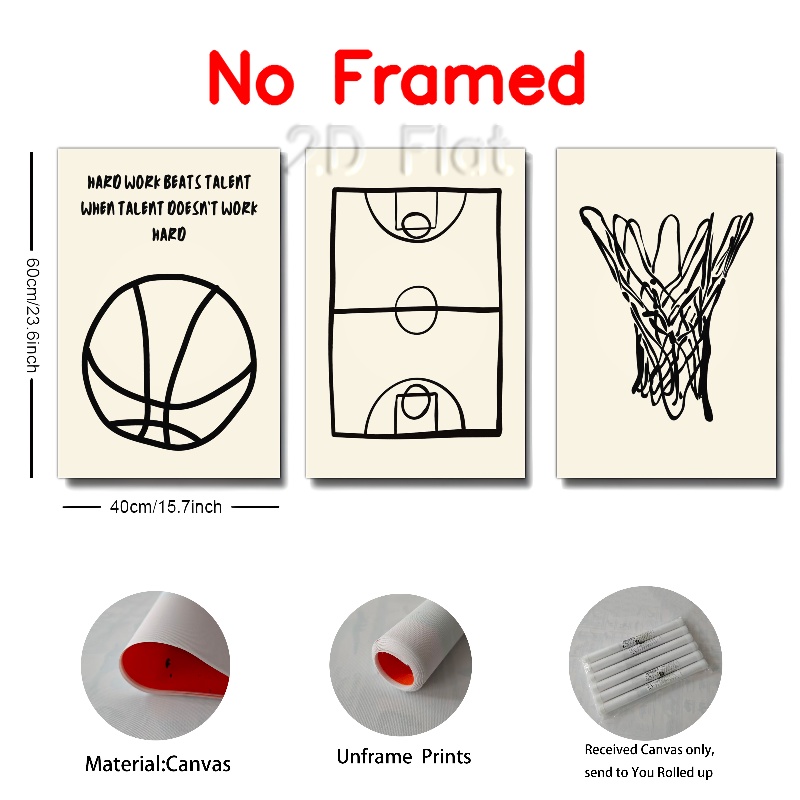 No Framed
2D Flat
HARD WORK BEATS TALENT
WHEN TALENT DOESN'T WORK
HARD
60cm/23.6inch
40cm/15.7inch
Material:Canvas
Unframe Prints
Received Canvas only,
send to You Rolled up